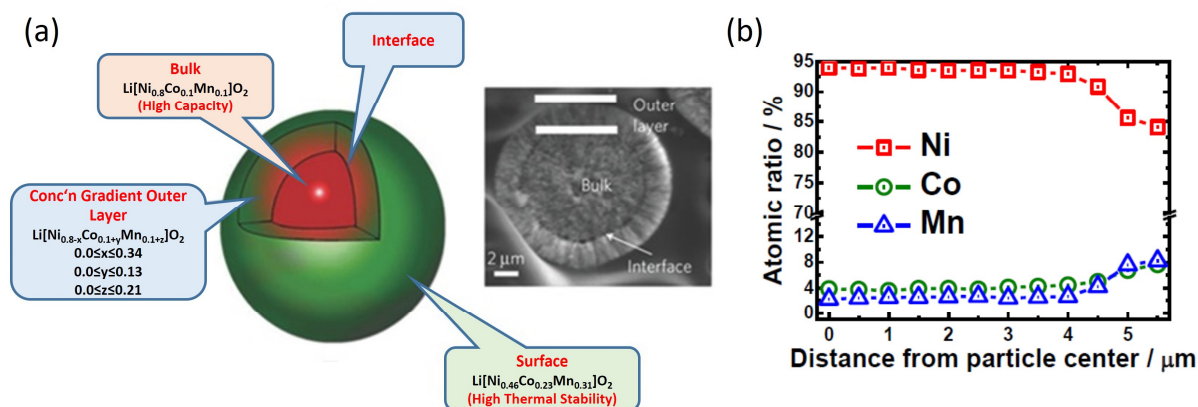 (a)
Interface
Bulk
Li[Ni0.8Co0.1Mn0.1]O2
(High Capacity)
Conc‘n Gradient Outer
Layer
Li[Ni0.8-xCo0.1+yMn0.1+z]O2
0.0≤x≤0.34
0.0≤y≤0.13
0.0≤z≤0.21
Surface
Li[Ni0.46Co0.23Mn0.31]O2
(High Thermal Stability)
Outer
layer
Bulk
2 μm
Interface
(b)
Atomic ratio / %
95
90
85
80
75
70
8
4
0
Ni
Co
Mn
0 1 2 3 4 5
Distance from particle center / μm